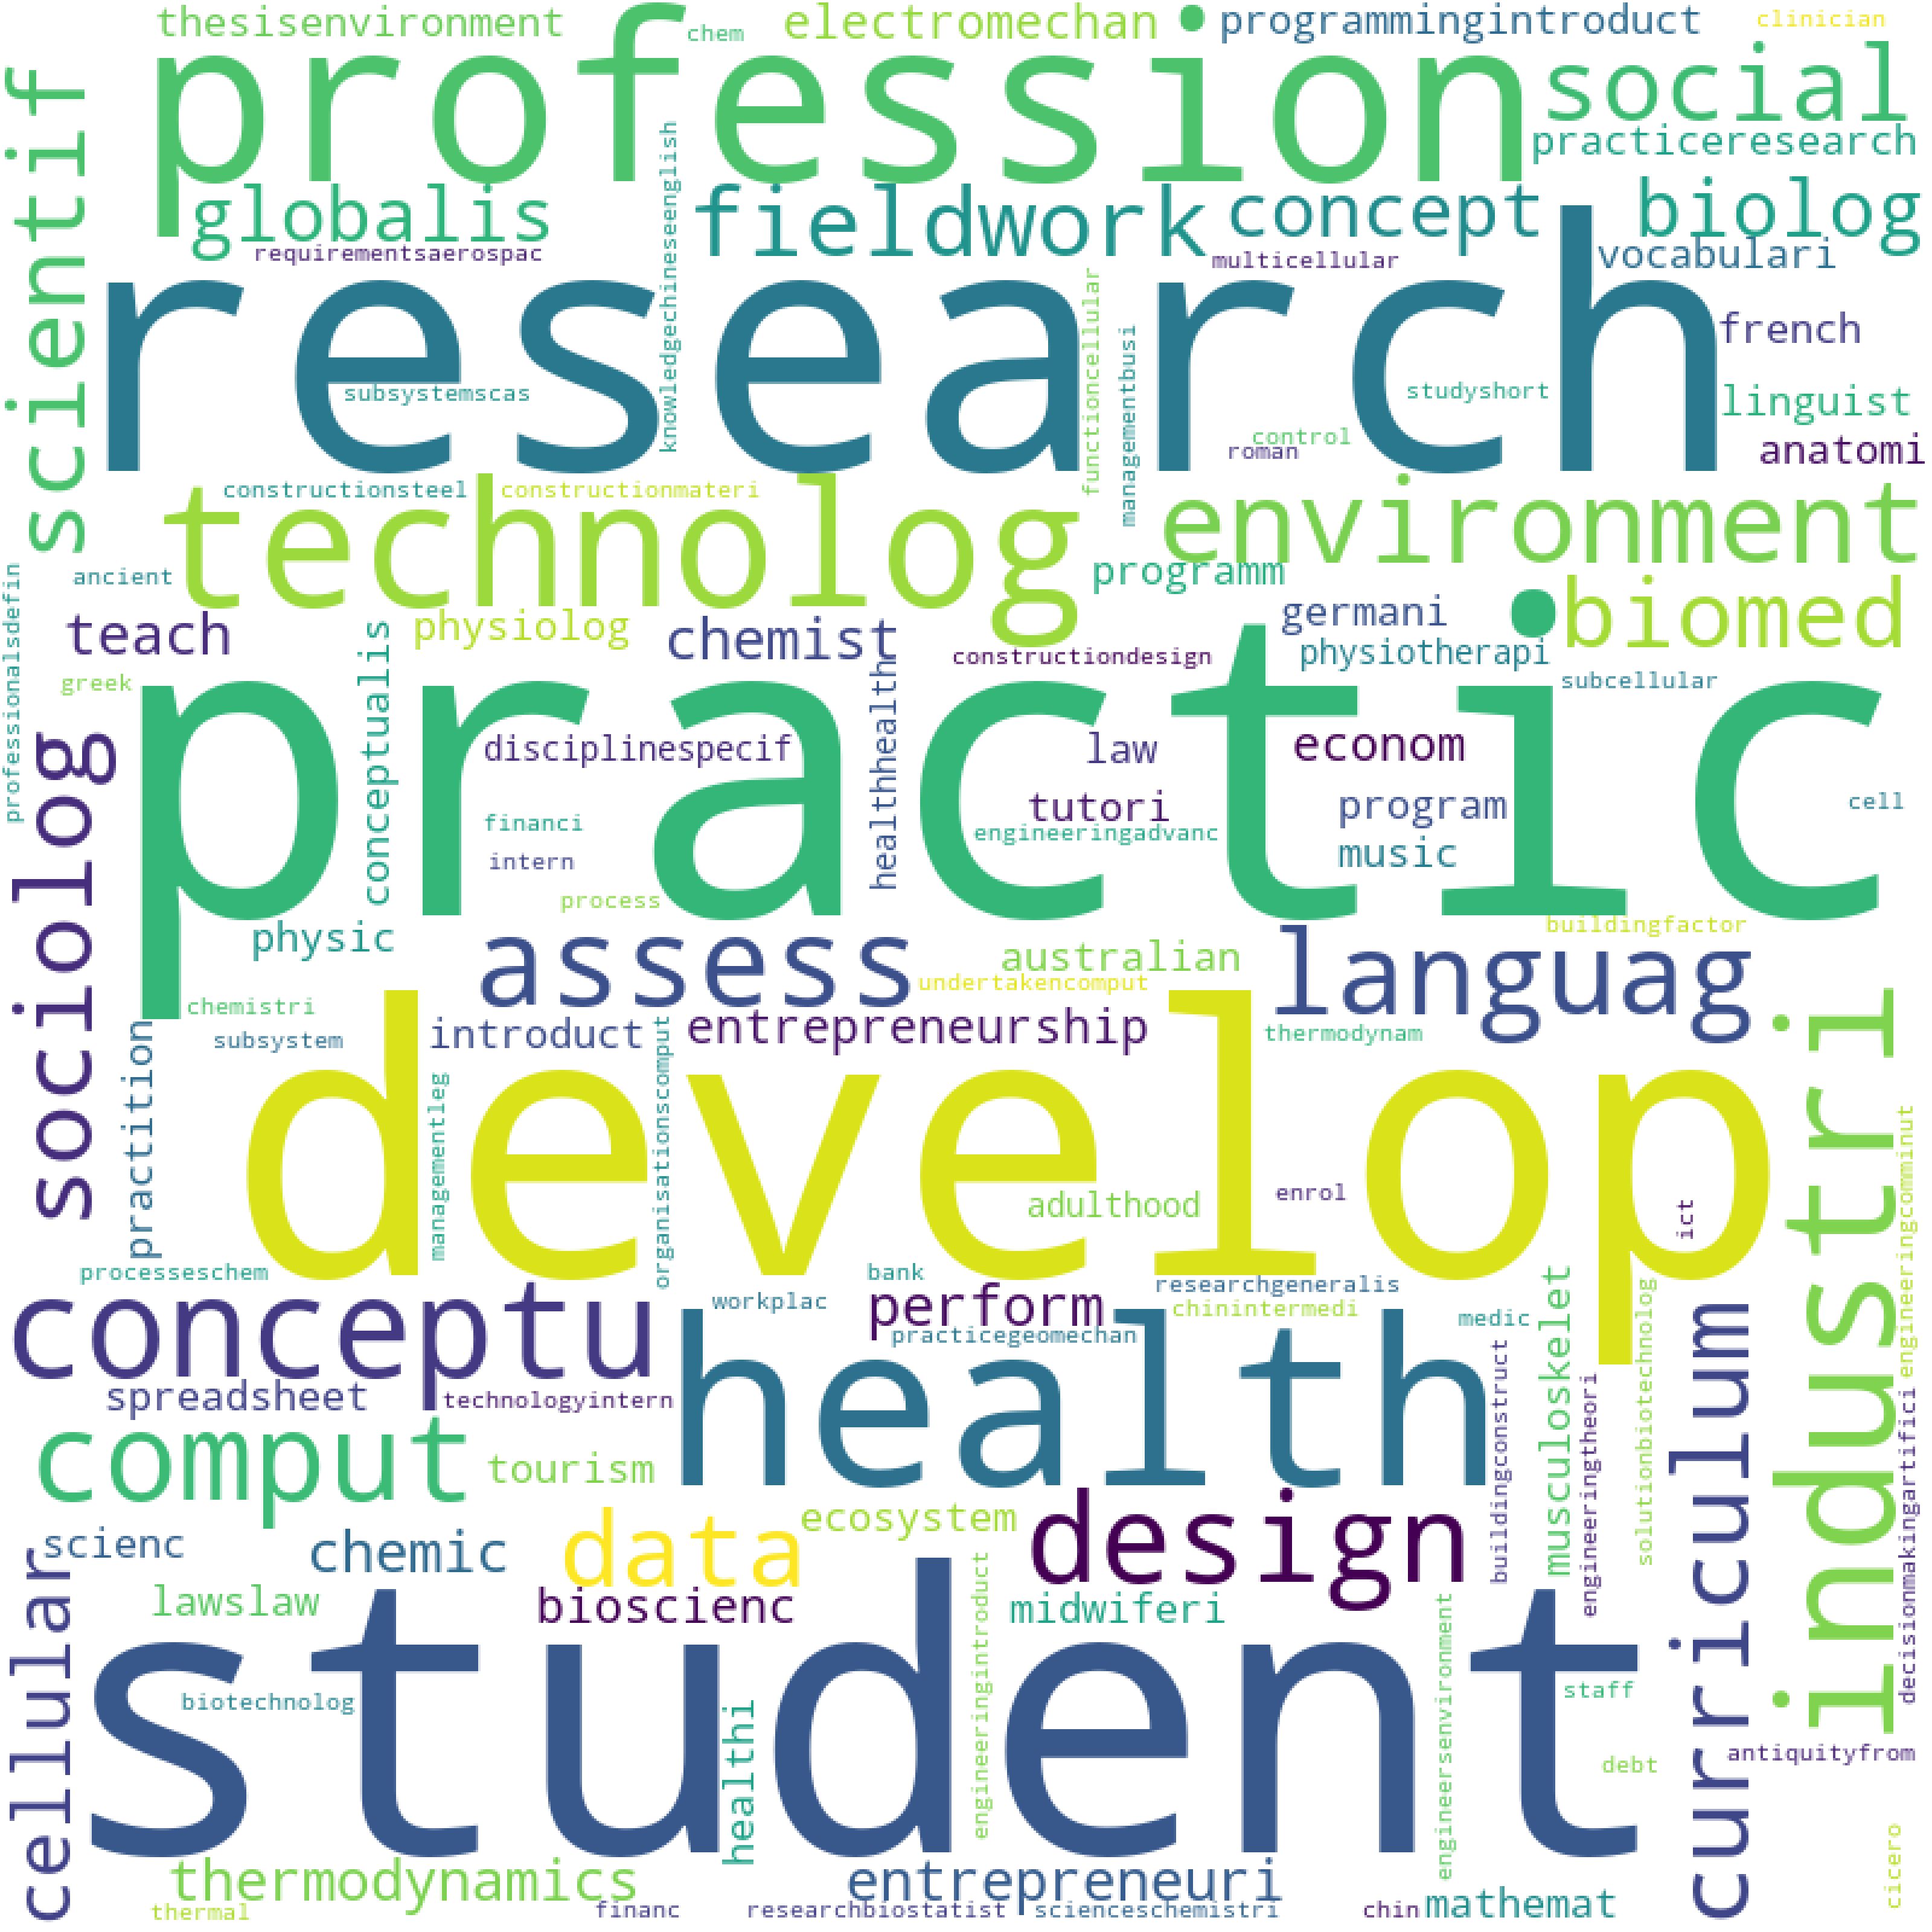 thesisenvironment
chem
electromechan
programmingintroduct
clinician
profession
social
scientif
practiceresearch
globalis
fieldwork
concept
biolog
requirementsaerospac
knowledgechineseenglish
multicellular
vocabulari
research
functioncellular
managementbusi
french
subsystemscas
studyshort
linguist
control
roman
anatomi
constructionsteel
constructionmateri
technolog
environment
professionalsdefin
ancient
programm
biomed
teach
physiolog
chemist
germani
constructiondesign
physiotherapi
greek
conceptualis
healthhealth
subcellular
practic
sociolog
disciplinespecif
law
econom
financi
tutori
program
cell
engineeringadvanc
intern
music
process
physic
assess
australian
buildingfactor
languag
undertakencomput
industri
chemistri
practition
subsystem
introduct
entrepreneurship
thermodynam
organisationscomput
develop
managementleg
adulthood
enrol
ict
engineeringcomminut
processeschem
bank
researchgeneralis
conceptu
workplac
perform
chinintermedi
medic
practicegeomechan
health
musculoskelet
solutionbiotechnolog
curriculum
spreadsheet
technologyintern
buildingconstruct
engineeringtheori
decisionmakingartifici
comput
tourism
data
ecosystem
design
scienc
chemic
cellular
lawslaw
bioscienc
midwiferi
engineeringintroduct
engineersenvironment
student
biotechnolog
healthi
staff
antiquityfrom
debt
thermodynamics
entrepreneuri
cicero
thermal
financ
researchbiostatist
scienceschemistri
chin
mathemat